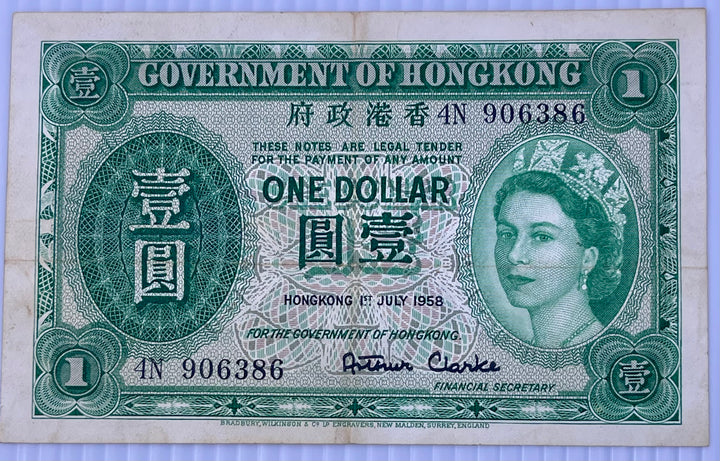 壹 GOVERNMENT OF HONGKONG 1
府政港香 4N 906386
THESE NOTES ARE LEGAL TENDER
FOR THE PAYMENT OF ANY AMOUNT
ONE DOLLAR
圓壹
壹
圓
HONGKONG 1ST JULY 1958
FOR THE GOVERNMENT OF HONGKONG.
4N 906386 Arthur Clarke
FINANCIAL SECRETARY
1 壹
BRADBURY, WILKINSON & Co LD ENGRAVERS, NEW MALDEN, SURREY, ENGLAND